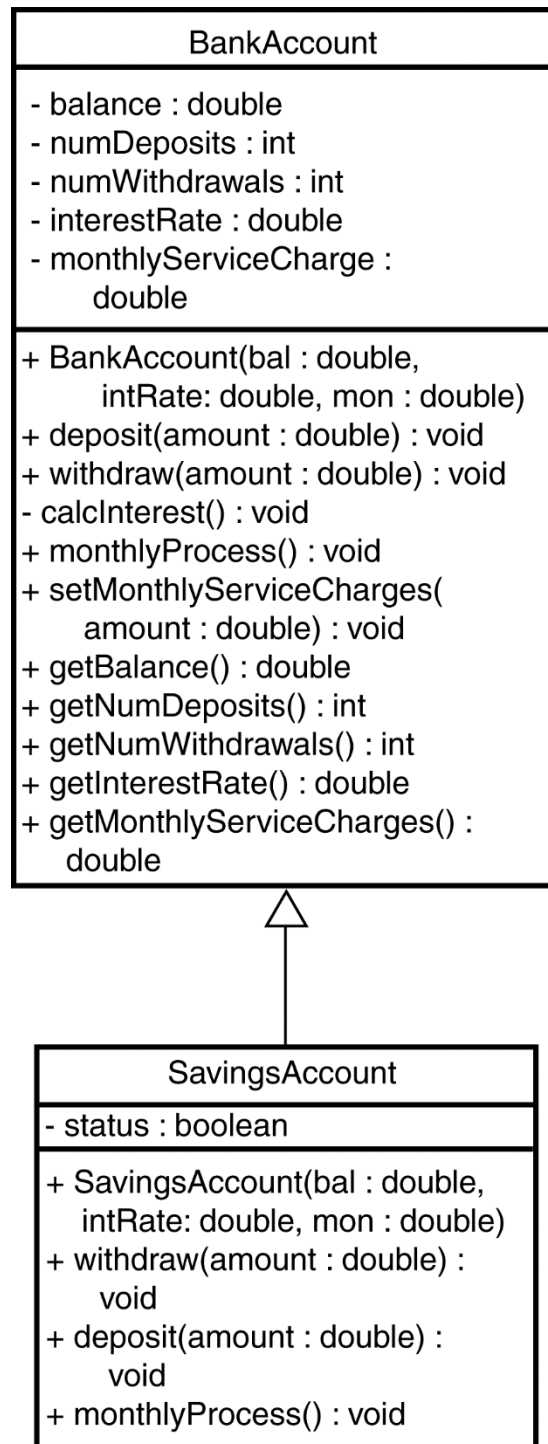 BankAccount
- balance : double
- numDeposits : int
- numWithdrawals : int
- interestRate : double
- monthlyServiceCharge :
double
+ BankAccount(bal : double,
intRate: double, mon : double)
+ deposit(amount : double) : void
+ withdraw(amount : double) : void
- calcInterest() : void
+ monthlyProcess() : void
+ setMonthlyServiceCharges(
amount : double) : void
+ getBalance() : double
+ getNumDeposits() : int
+ getNumWithdrawals() : int
+ getInterestRate() : double
+ getMonthlyServiceCharges() :
double
SavingsAccount
- status : boolean
+ SavingsAccount(bal : double,
intRate: double, mon : double)
+ withdraw(amount : double) :
void
+ deposit(amount : double) :
void
+ monthlyProcess() : void